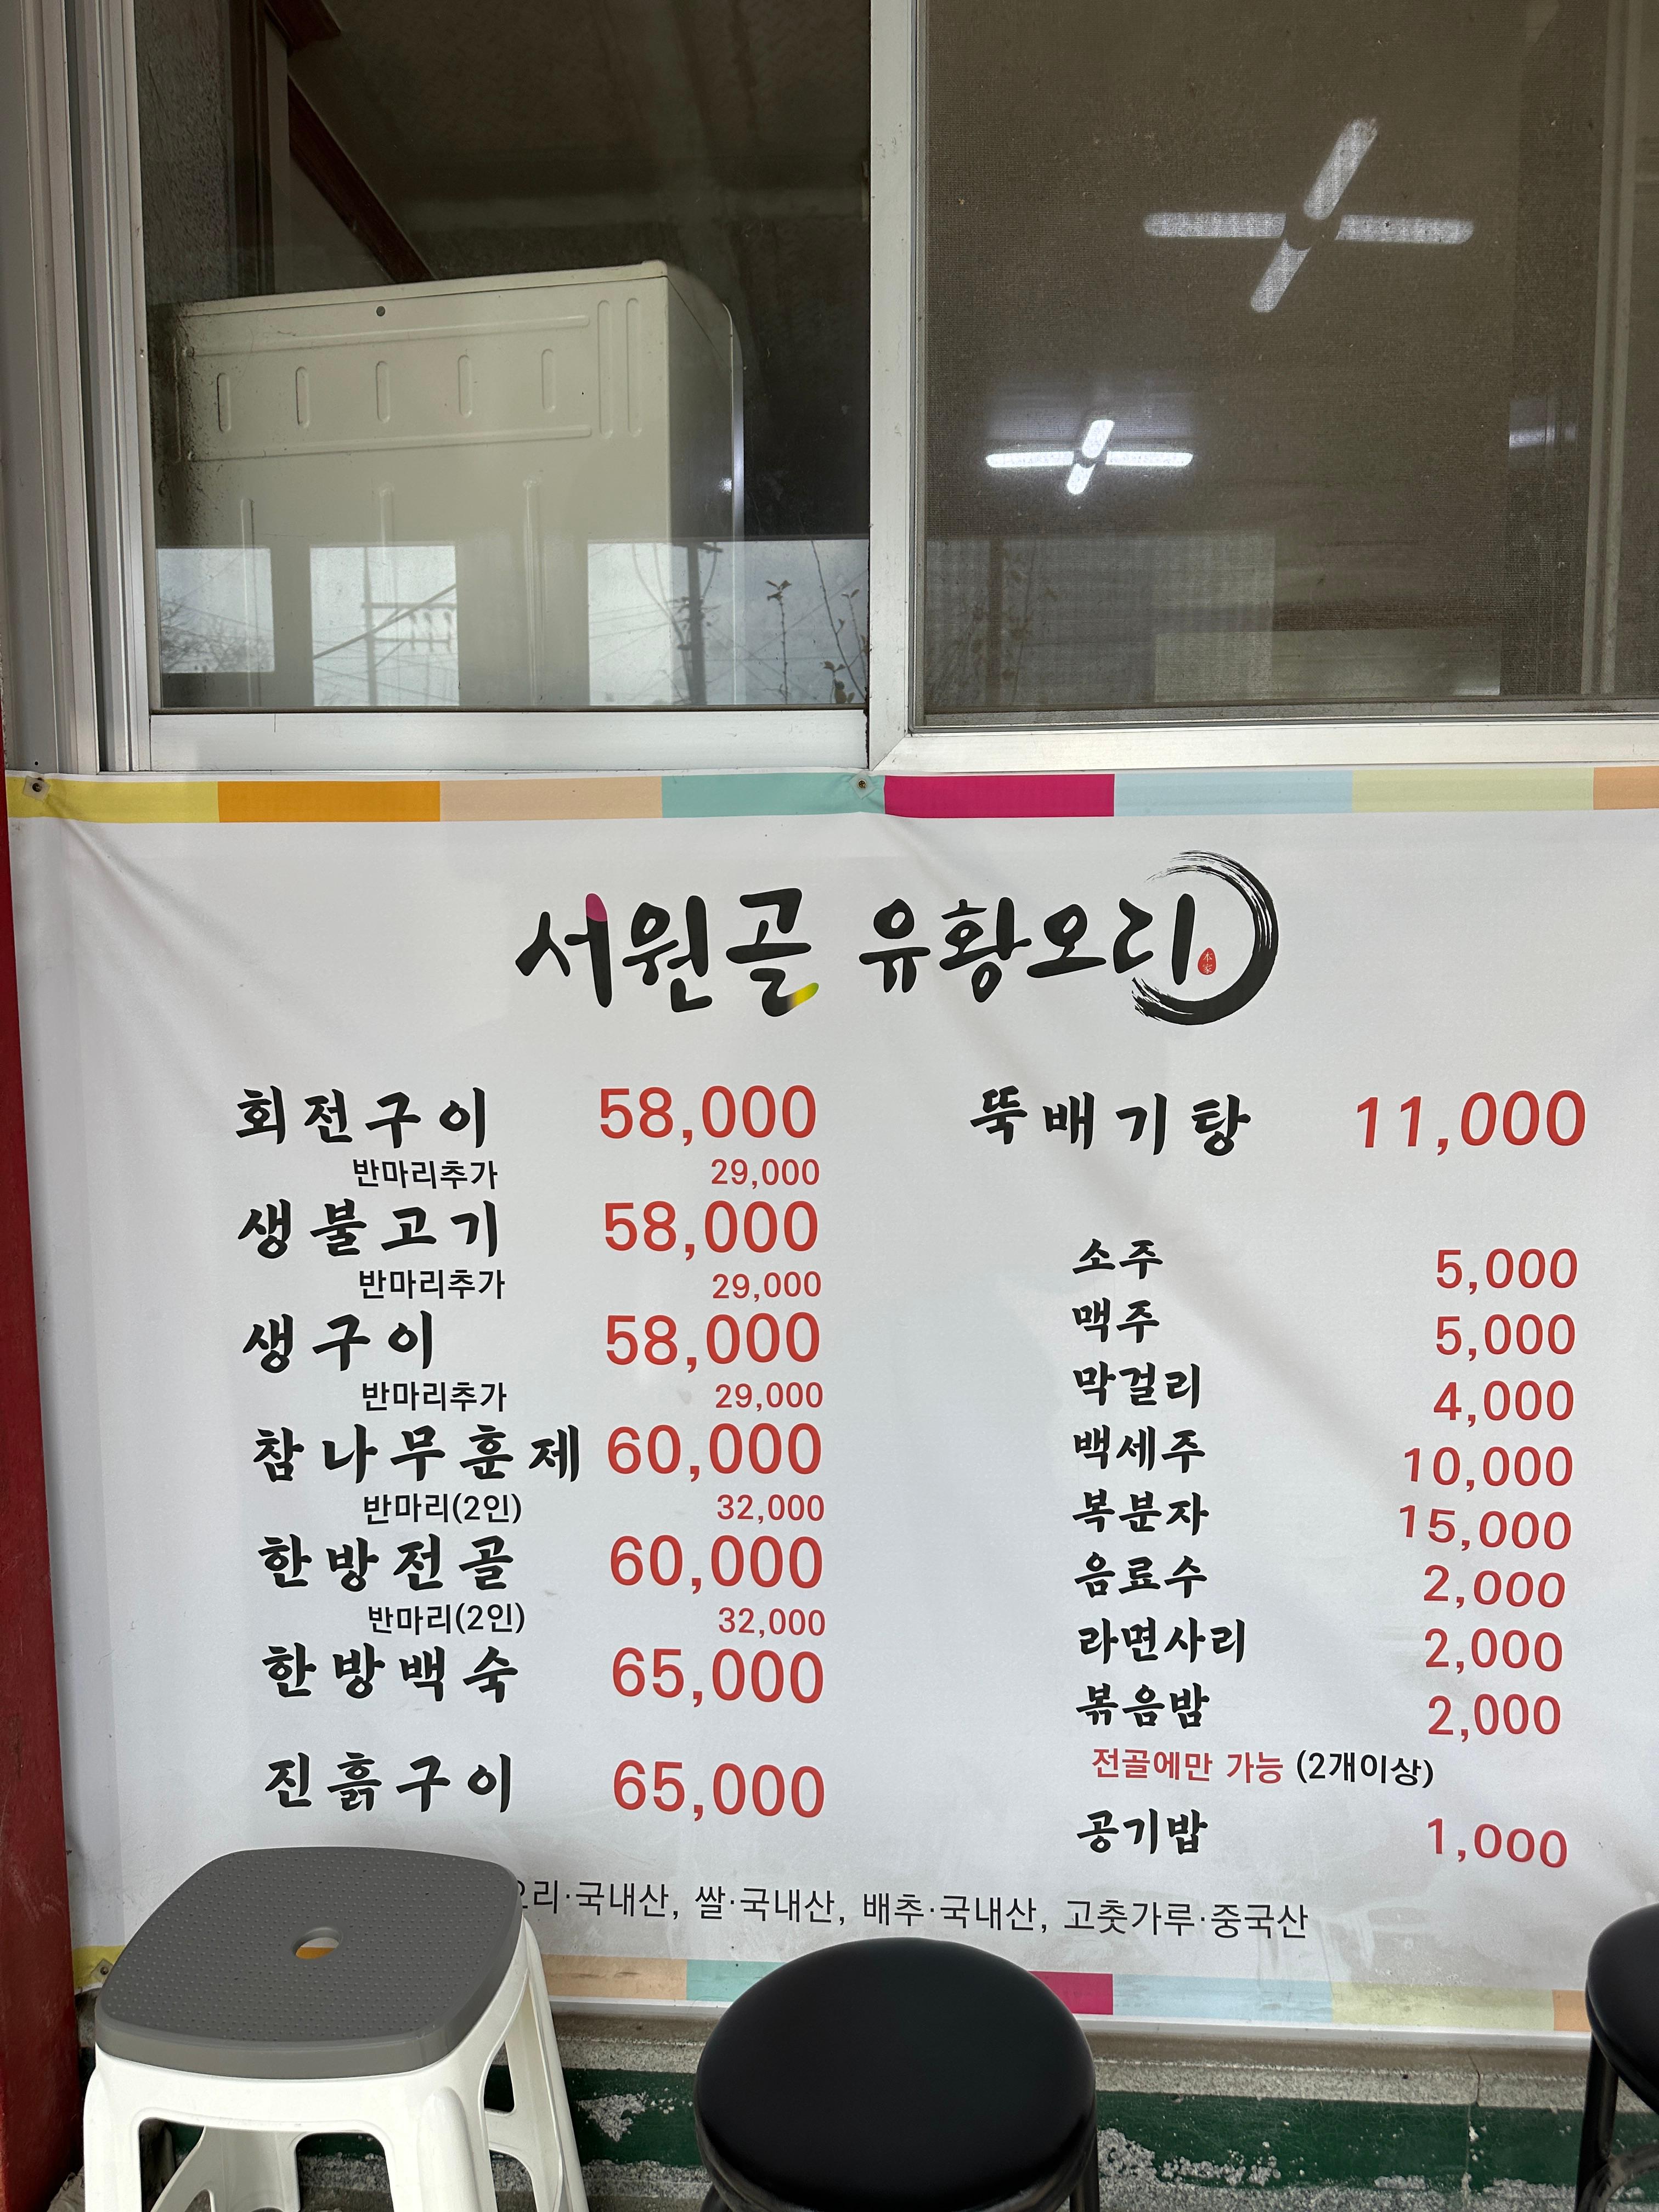 서원골 유황오리
本家
회전구이 58,000
반마리추가 29,000
생불고기 58,000
반마리추가 29,000
생구이 58,000
반마리추가 29,000
참나무훈제 60,000
반마리(2인) 32,000
한방전골 60,000
반마리(2인) 32,000
한방백숙 65,000
진흙구이 65,000
뚝배기탕 11,000
소주 5,000
맥주 5,000
막걸리 4,000
백세주 10,000
복분자 15,000
음료수 2,000
라면사리 2,000
볶음밥 2,000
전골에만 가능 (2개이상)
공기밥 1,000
오리·국내산, 쌀·국내산, 배추·국내산, 고춧가루·중국산